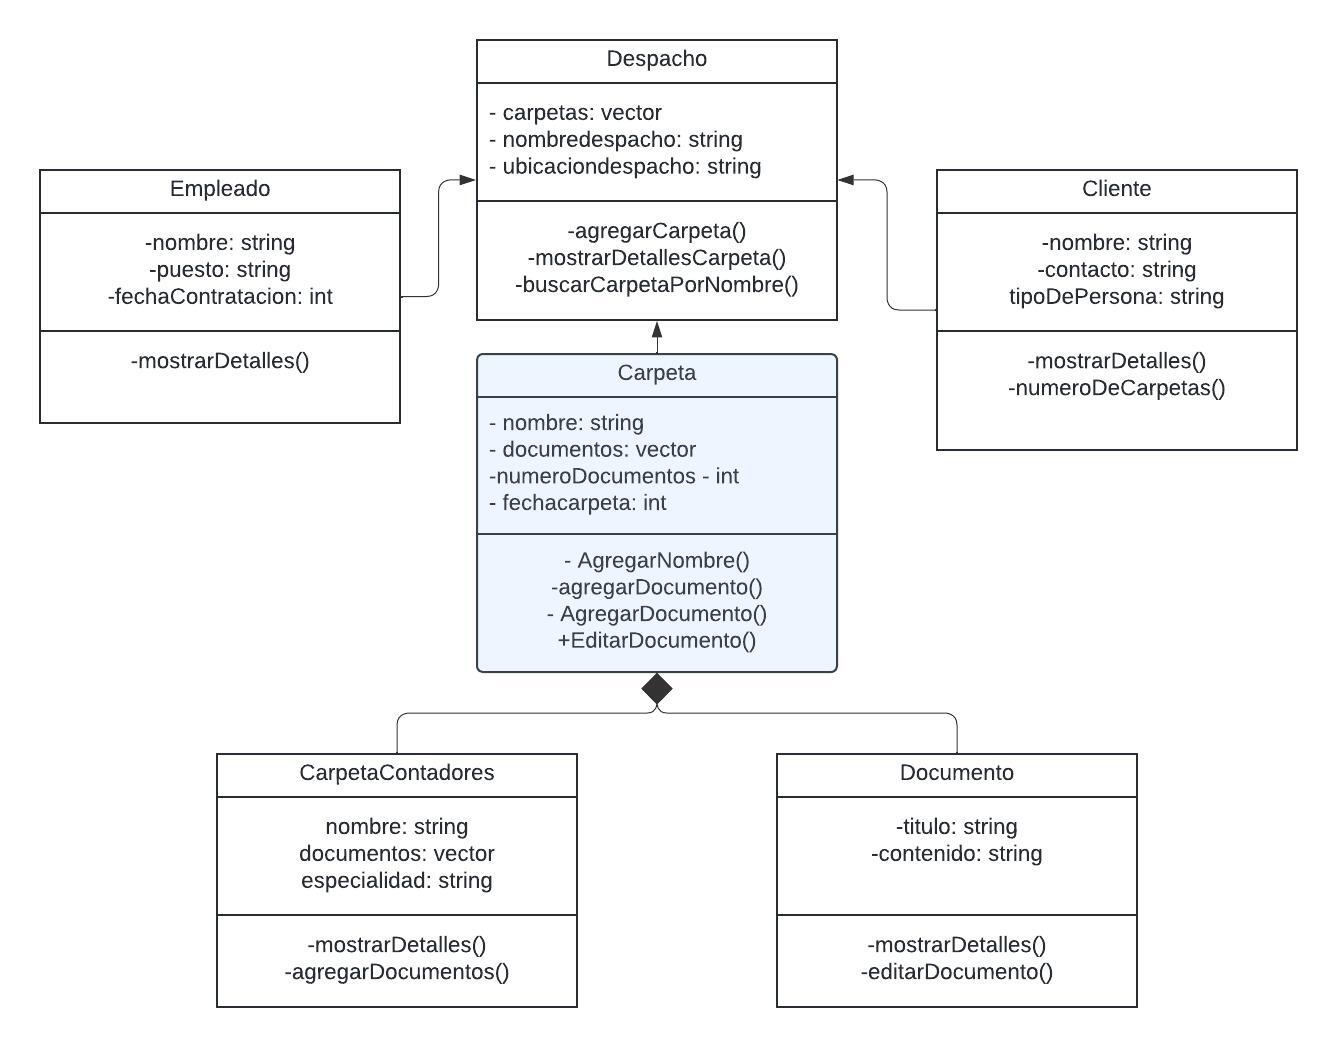 Despacho
- carpetas: vector
- nombredespacho: string
- ubicaciondespacho: string
-agregarCarpeta()
-mostrarDetallesCarpeta()
-buscarCarpetaPorNombre()
Empleado
-nombre: string
-puesto: string
-fechaContratacion: int
-mostrarDetalles()
Cliente
-nombre: string
-contacto: string
tipoDePersona: string
-mostrarDetalles()
-numeroDeCarpetas()
Carpeta
- nombre: string
- documentos: vector
-numeroDocumentos - int
- fechacarpeta: int
- AgregarNombre()
-agregarDocumento()
- AgregarDocumento()
+EditarDocumento()
CarpetaContadores
nombre: string
documentos: vector
especialidad: string
-mostrarDetalles()
-agregarDocumentos()
Documento
-titulo: string
-contenido: string
-mostrarDetalles()
-editarDocumento()